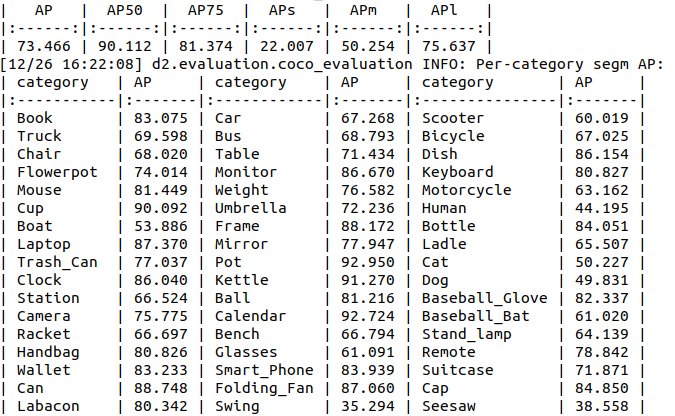 |   AP   |  AP50  |  AP75  |  APs   |  APm   |  APl   |
|:------:|:------:|:------:|:------:|:------:|:------:|
| 73.466 | 90.112 | 81.374 | 22.007 | 50.254 | 75.637 |
[12/26 16:22:08] d2.evaluation.coco_evaluation INFO: Per-category segm AP:
| category   | AP     | category    | AP     | category       | AP     |
|:-----------|:-------|:------------|:-------|:---------------|:-------|
| Book       | 83.075 | Car         | 67.268 | Scooter        | 60.019 |
| Truck      | 69.598 | Bus         | 68.793 | Bicycle        | 67.025 |
| Chair      | 68.020 | Table       | 71.434 | Dish           | 86.154 |
| Flowerpot  | 74.014 | Monitor     | 86.670 | Keyboard       | 80.827 |
| Mouse      | 81.449 | Weight      | 76.582 | Motorcycle     | 63.162 |
| Cup        | 90.092 | Umbrella    | 72.236 | Human          | 44.195 |
| Boat       | 53.886 | Frame       | 88.172 | Bottle         | 84.051 |
| Laptop     | 87.370 | Mirror      | 77.947 | Ladle          | 65.507 |
| Trash_Can  | 77.037 | Pot         | 92.950 | Cat            | 50.227 |
| Clock      | 86.040 | Kettle      | 91.270 | Dog            | 49.831 |
| Station    | 66.524 | Ball        | 81.216 | Baseball_Glove | 82.337 |
| Camera     | 75.775 | Calendar    | 92.724 | Baseball_Bat   | 61.020 |
| Racket     | 66.697 | Bench       | 66.794 | Stand_lamp     | 64.139 |
| Handbag    | 80.826 | Glasses     | 61.091 | Remote         | 78.842 |
| Wallet     | 83.233 | Smart_Phone | 83.939 | Suitcase       | 71.871 |
| Can        | 88.748 | Folding_Fan | 87.060 | Cap            | 84.850 |
| Labacon    | 80.342 | Swing       | 35.294 | Seesaw         | 38.558 |